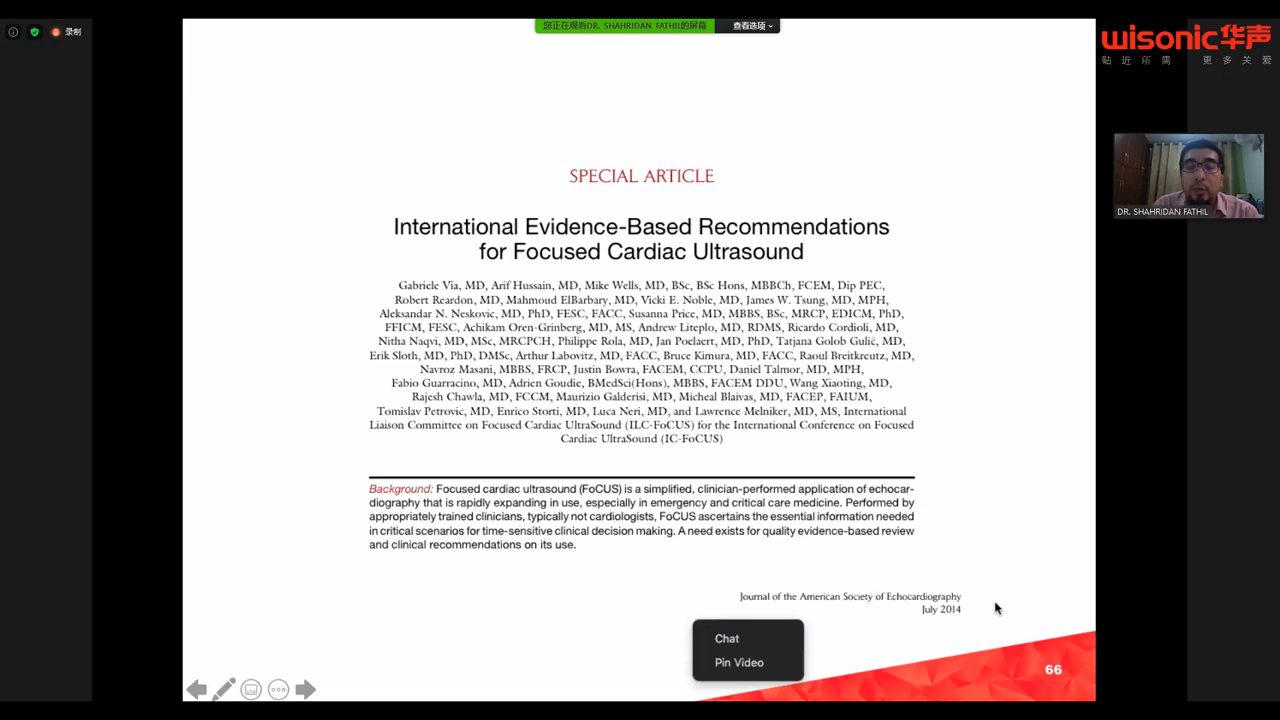 录制
您正在观看DR. SHAHRIDAN FATHIL的屏幕
查看选项
wisonic华声
贴近所需 更多关爱
DR. SHAHRIDAN FATHIL
SPECIAL ARTICLE
International Evidence-Based Recommendations
for Focused Cardiac Ultrasound
Gabriele Via, MD, Arif Hussain, MD, Mike Wells, MD, BSc, BSc Hons, MBBCh, FCEM, Dip PEC,
Robert Reardon, MD, Mahmoud ElBarbary, MD, Vicki E. Noble, MD, James W. Tsung, MD, MPH,
Aleksandar N. Neskovic, MD, PhD, FESC, FACC, Susanna Price, MD, MBBS, BSc, MRCP, EDICM, PhD,
FFICM, FESC, Achikam Oren-Grinberg, MD, MS, Andrew Liteplo, MD, RDMS, Ricardo Cordioli, MD,
Nitha Naqvi, MD, MSc, MRCPCH, Philippe Rola, MD, Jan Poelaert, MD, PhD, Tatjana Golob Gulić, MD,
Erik Sloth, MD, PhD, DMSc, Arthur Labovitz, MD, FACC, Bruce Kimura, MD, FACC, Raoul Breitkreutz, MD,
Navroz Masani, MBBS, FRCP, Justin Bowra, FACEM, CCPU, Daniel Talmor, MD, MPH,
Fabio Guarracino, MD, Adrien Goudie, BMedSci(Hons), MBBS, FACEM DDU, Wang Xiaoting, MD,
Rajesh Chawla, MD, FCCM, Maurizio Galderisi, MD, Micheal Blaivas, MD, FACEP, FAIUM,
Tomislav Petrovic, MD, Enrico Storti, MD, Luca Neri, MD, and Lawrence Melniker, MD, MS, International
Liaison Committee on Focused Cardiac UltraSound (ILC-FoCUS) for the International Conference on Focused
Cardiac UltraSound (IC-FoCUS)
Background: Focused cardiac ultrasound (FoCUS) is a simplified, clinician-performed application of echocar-
diography that is rapidly expanding in use, especially in emergency and critical care medicine. Performed by
appropriately trained clinicians, typically not cardiologists, FoCUS ascertains the essential information needed
in critical scenarios for time-sensitive clinical decision making. A need exists for quality evidence-based review
and clinical recommendations on its use.
Journal of the American Society of Echocardiography
July 2014
Chat
Pin Video
66